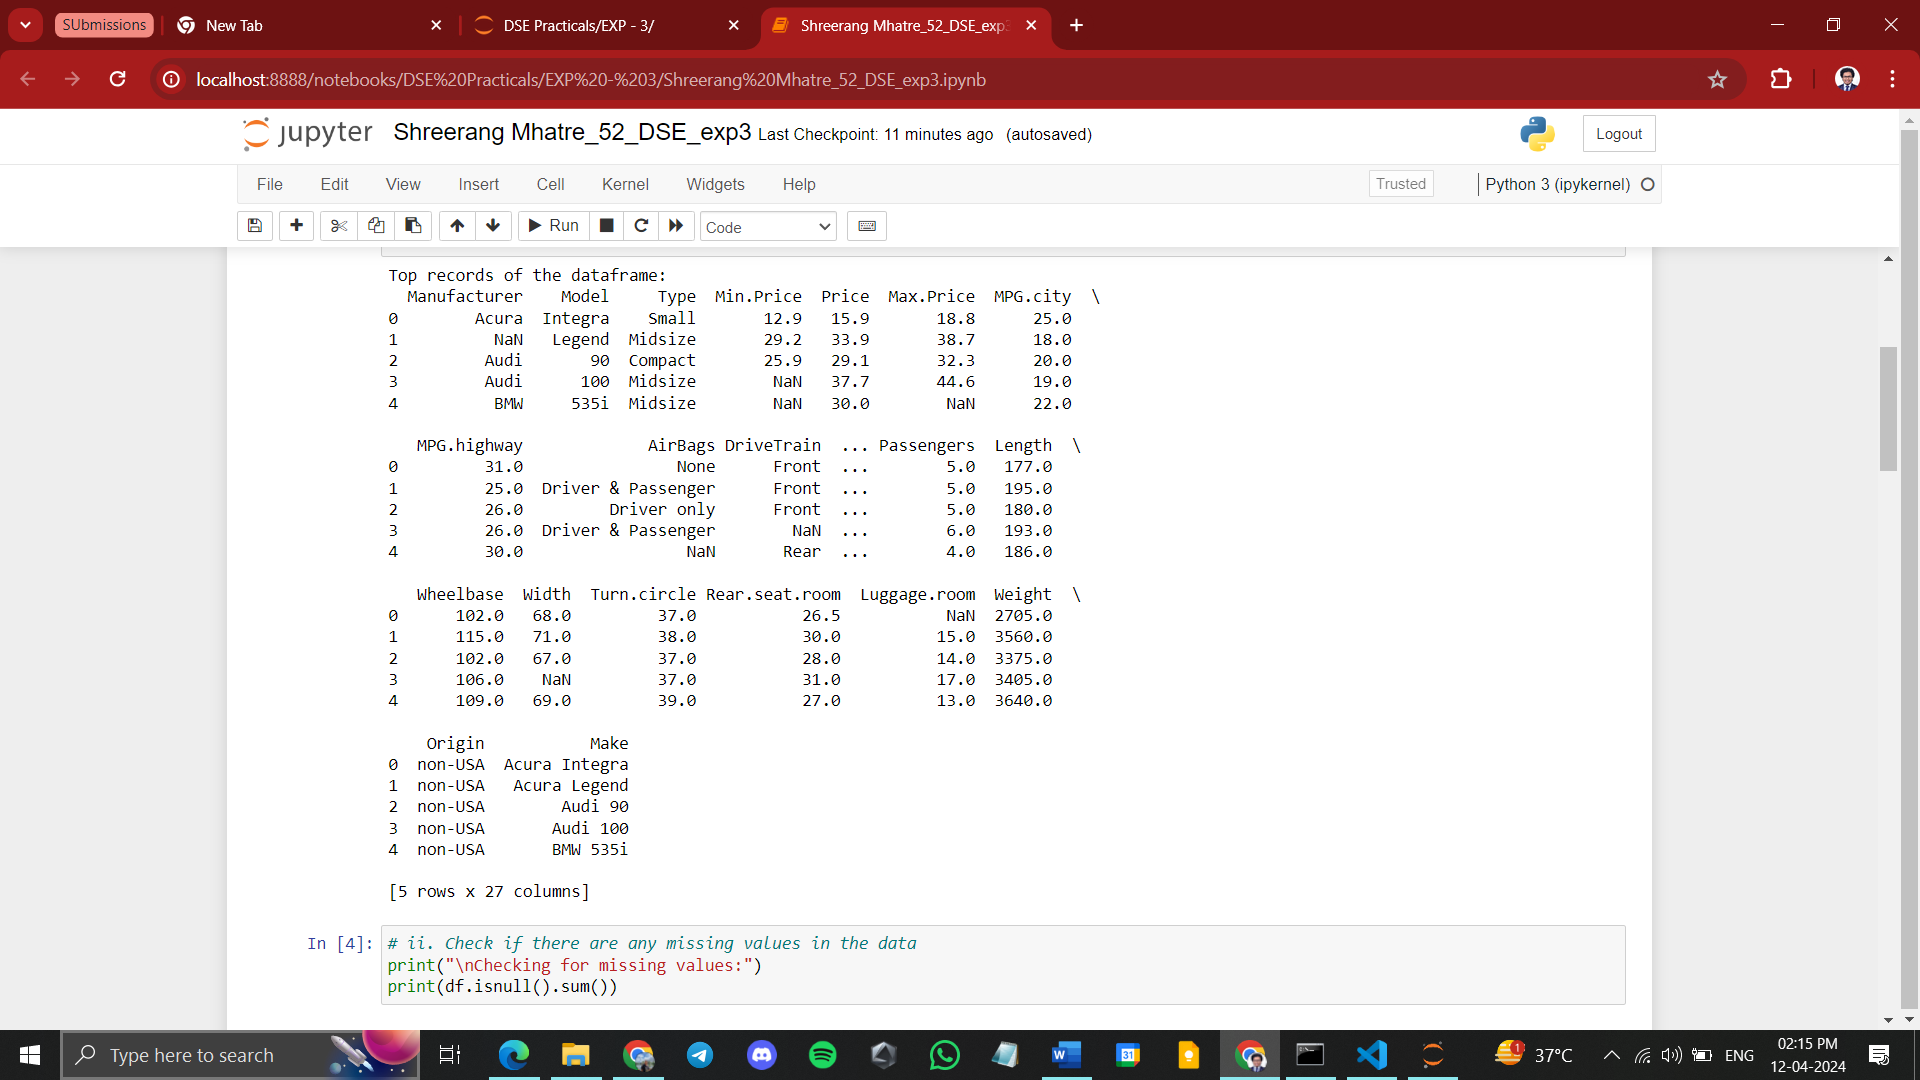 SUbmissions
New Tab
DSE Practicals/EXP - 3/
Shreerang Mhatre_52_DSE_exp3
localhost:8888/notebooks/DSE%20Practicals/EXP%20-%203/Shreerang%20Mhatre_52_DSE_exp3.ipynb
jupyter Shreerang Mhatre_52_DSE_exp3 Last Checkpoint: 11 minutes ago (autosaved)
Logout
File Edit View Insert Cell Kernel Widgets Help
Trusted
Python 3 (ipykernel)
Run
Code
Top records of the dataframe:
  Manufacturer    Model     Type  Min.Price  Price  Max.Price  MPG.city  \
0        Acura  Integra    Small       12.9   15.9       18.8      25.0
1          NaN   Legend  Midsize       29.2   33.9       38.7      18.0
2         Audi       90  Compact       25.9   29.1       32.3      20.0
3         Audi      100  Midsize        NaN   37.7       44.6      19.0
4          BMW     535i  Midsize        NaN   30.0        NaN      22.0
   MPG.highway             AirBags DriveTrain  ... Passengers  Length  \
0         31.0                None      Front  ...        5.0   177.0
1         25.0  Driver & Passenger      Front  ...        5.0   195.0
2         26.0         Driver only      Front  ...        5.0   180.0
3         26.0  Driver & Passenger        NaN  ...        6.0   193.0
4         30.0                 NaN       Rear  ...        4.0   186.0
   Wheelbase  Width  Turn.circle Rear.seat.room  Luggage.room  Weight  \
0      102.0   68.0         37.0           26.5           NaN  2705.0
1      115.0   71.0         38.0           30.0          15.0  3560.0
2      102.0   67.0         37.0           28.0          14.0  3375.0
3      106.0    NaN         37.0           31.0          17.0  3405.0
4      109.0   69.0         39.0           27.0          13.0  3640.0
    Origin           Make
0  non-USA  Acura Integra
1  non-USA   Acura Legend
2  non-USA        Audi 90
3  non-USA       Audi 100
4  non-USA       BMW 535i
[5 rows x 27 columns]
In [4]: # ii. Check if there are any missing values in the data
print("\nChecking for missing values:")
print(df.isnull().sum())
Type here to search
31
1
37°C
ENG
02:15 PM
12-04-2024